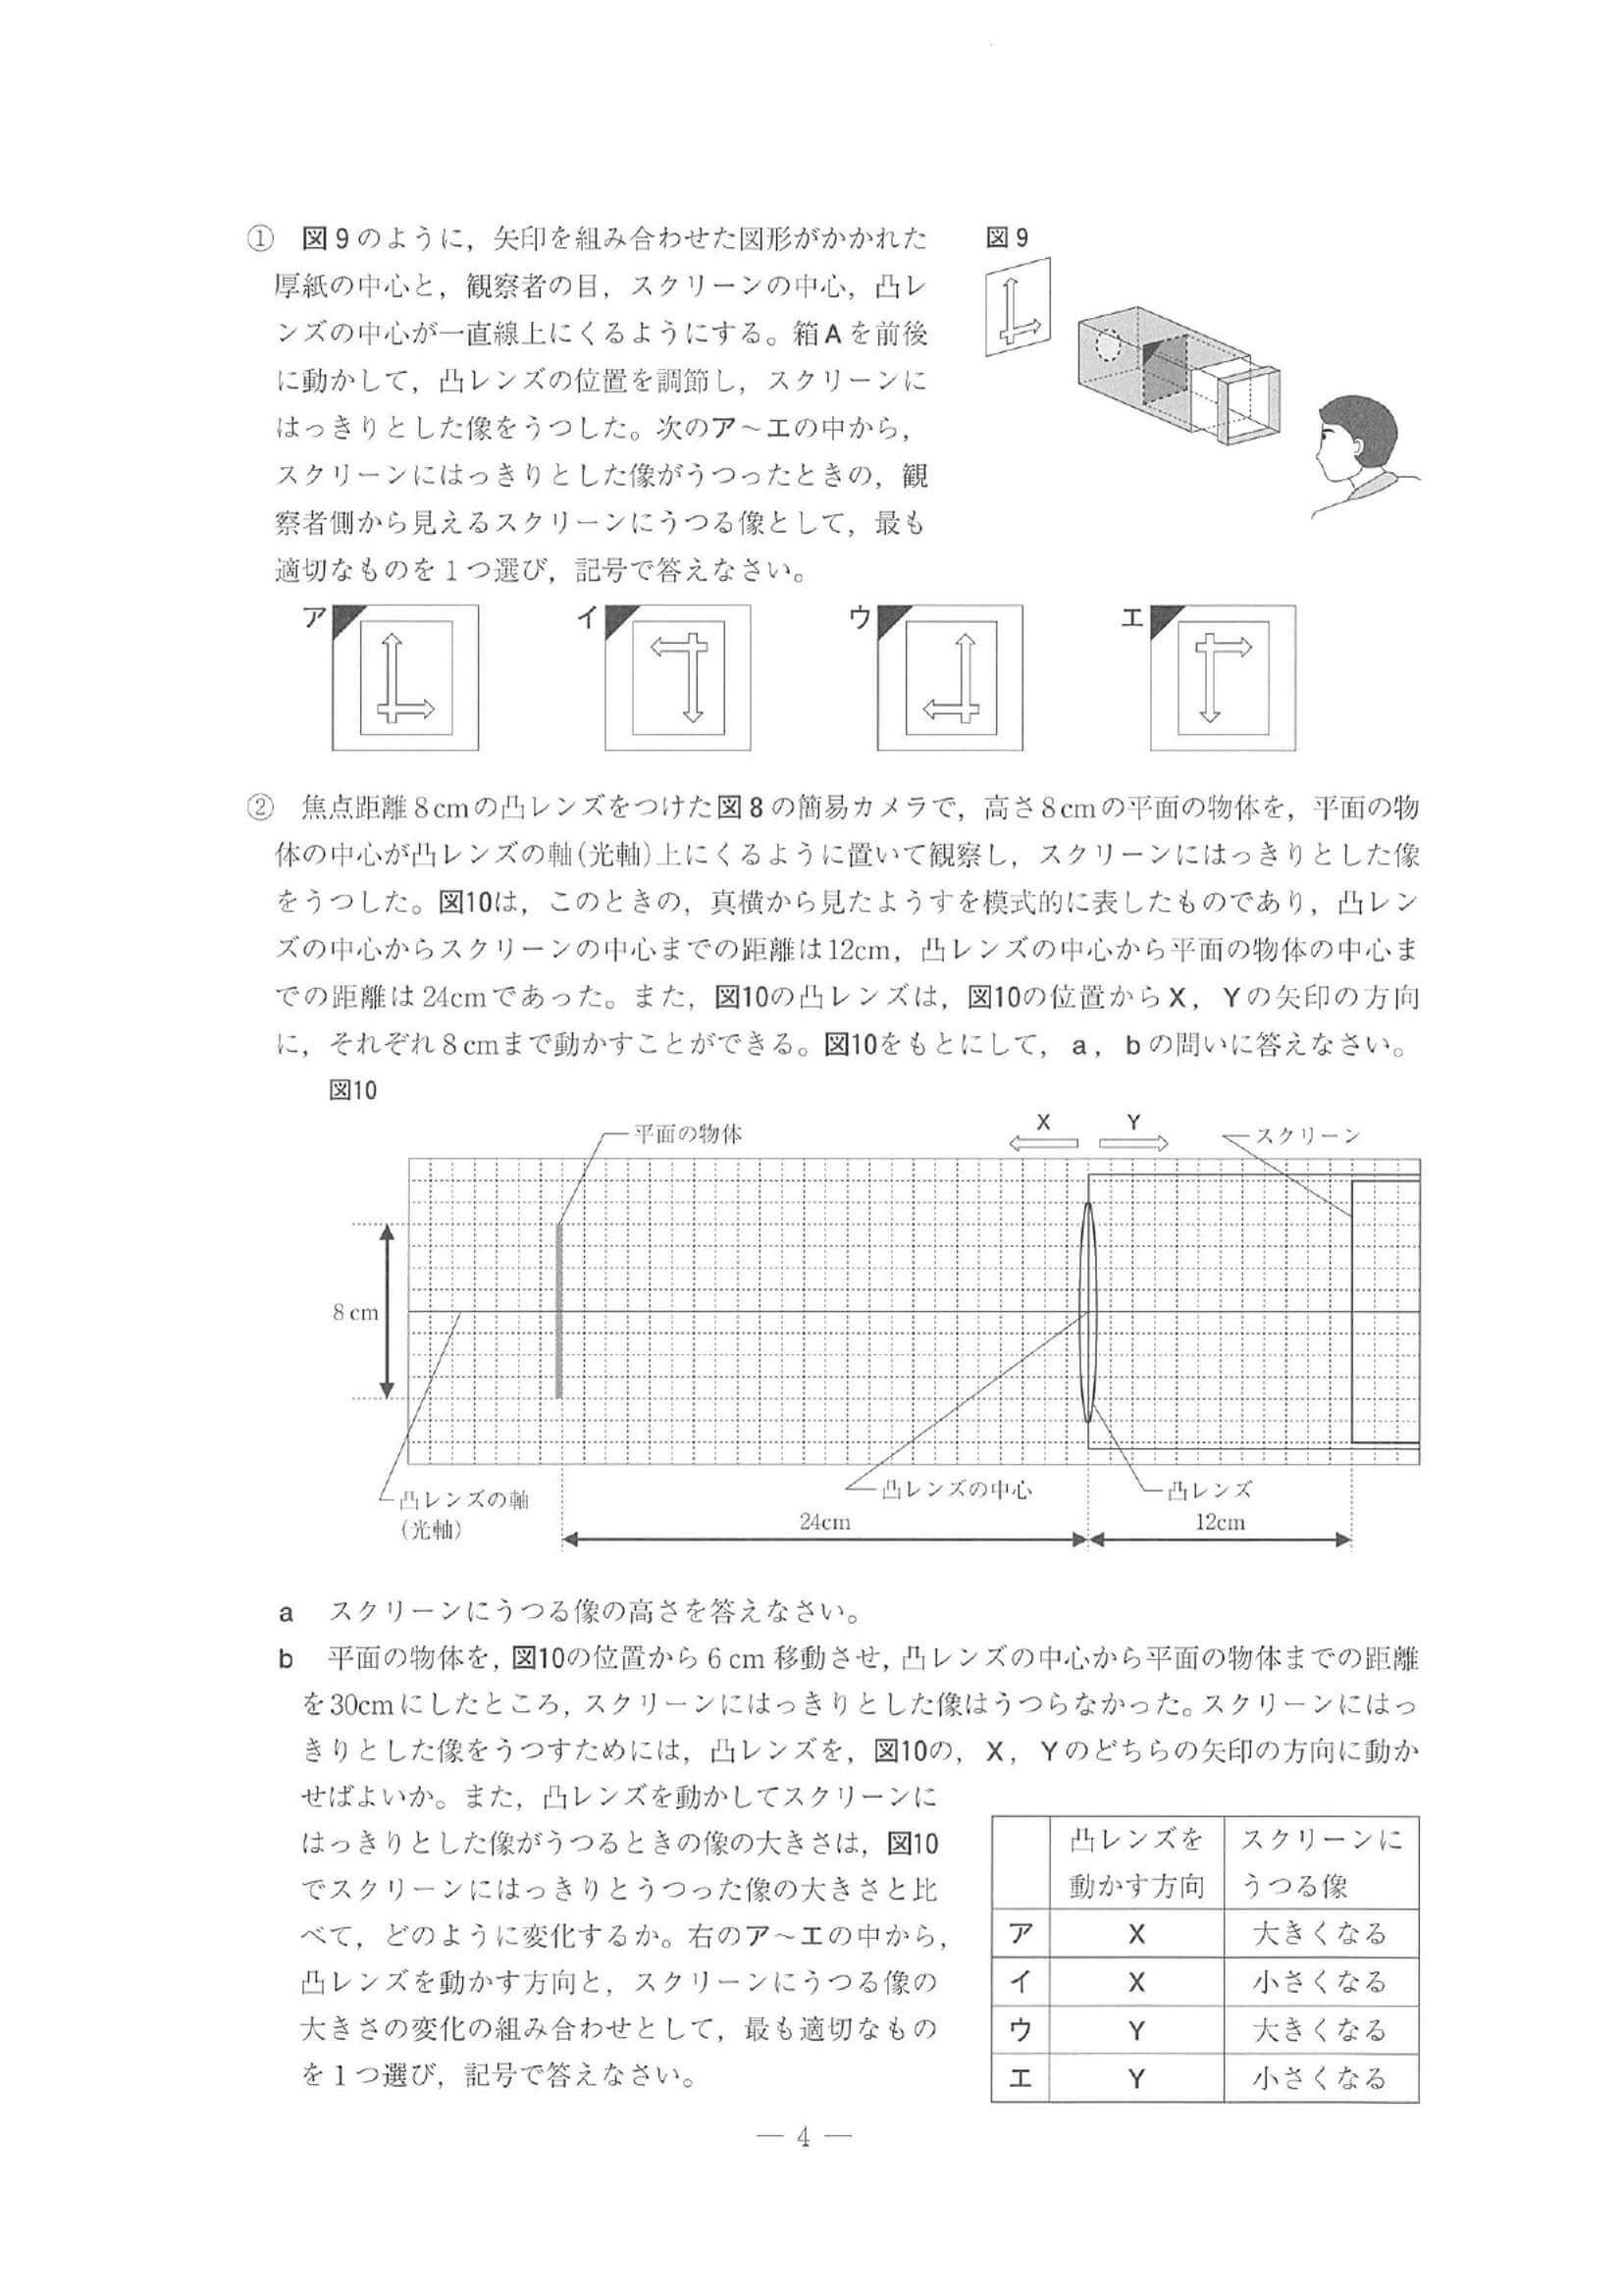 ① 図9のように，矢印を組み合わせた図形がかかれた
厚紙の中心と，観察者の目，スクリーンの中心，凸レ
ンズの中心が一直線上にくるようにする。箱Aを前後
に動かして，凸レンズの位置を調節し，スクリーンに
はっきりとした像をうつした。次のア～エの中から，
スクリーンにはっきりとした像がうつったときの，観
察者側から見えるスクリーンにうつる像として，最も
適切なものを1つ選び，記号で答えなさい。
図9
ア
イ
ウ
エ
② 焦点距離8cmの凸レンズをつけた図8の簡易カメラで，高さ8cmの平面の物体を，平面の物
体の中心が凸レンズの軸(光軸)上にくるように置いて観察し，スクリーンにはっきりとした像
をうつした。図10は，このときの，真横から見たようすを模式的に表したものであり，凸レン
ズの中心からスクリーンの中心までの距離は12cm，凸レンズの中心から平面の物体の中心ま
での距離は24cmであった。また，図10の凸レンズは，図10の位置からX，Yの矢印の方向
に，それぞれ8cmまで動かすことができる。図10をもとにして，a，bの問いに答えなさい。
図10
平面の物体
X
Y
スクリーン
8cm
凸レンズの軸
(光軸)
凸レンズの中心
凸レンズ
24cm
12cm
a スクリーンにうつる像の高さを答えなさい。
b 平面の物体を，図10の位置から6cm移動させ，凸レンズの中心から平面の物体までの距離
を30cmにしたところ，スクリーンにはっきりとした像はうつらなかった。スクリーンにはっ
きりとした像をうつすためには，凸レンズを，図10の，X，Yのどちらの矢印の方向に動か
せばよいか。また，凸レンズを動かしてスクリーンに
はっきりとした像がうつるときの像の大きさは，図10
でスクリーンにはっきりとうつった像の大きさと比
べて，どのように変化するか。右のア～エの中から，
凸レンズを動かす方向と，スクリーンにうつる像の
大きさの変化の組み合わせとして，最も適切なもの
を1つ選び，記号で答えなさい。
凸レンズを
動かす方向
スクリーンに
うつる像
ア X 大きくなる
イ X 小さくなる
ウ Y 大きくなる
エ Y 小さくなる
― 4 ―